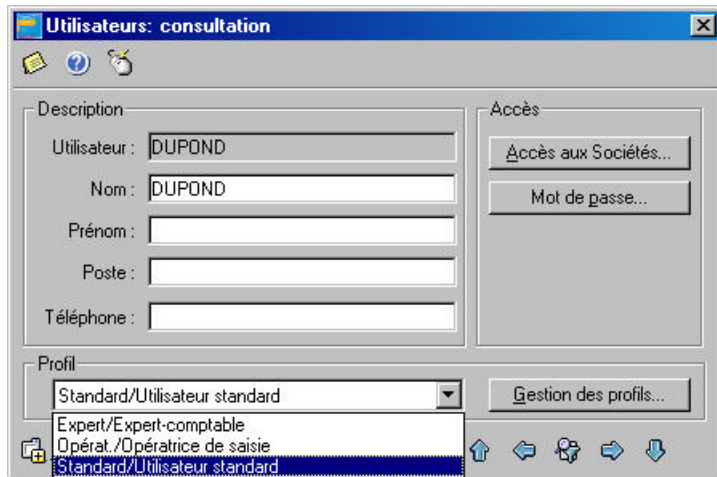 Utilisateurs: consultation
Description
Accès
Utilisateur : DUPOND
Accès aux Sociétés...
Nom : DUPOND
Mot de passe...
Prénom :
Poste :
Téléphone :
Profil
Standard/Utilisateur standard
Gestion des profils...
Expert/Expert-comptable
Opérat./Opératrice de saisie
Standard/Utilisateur standard